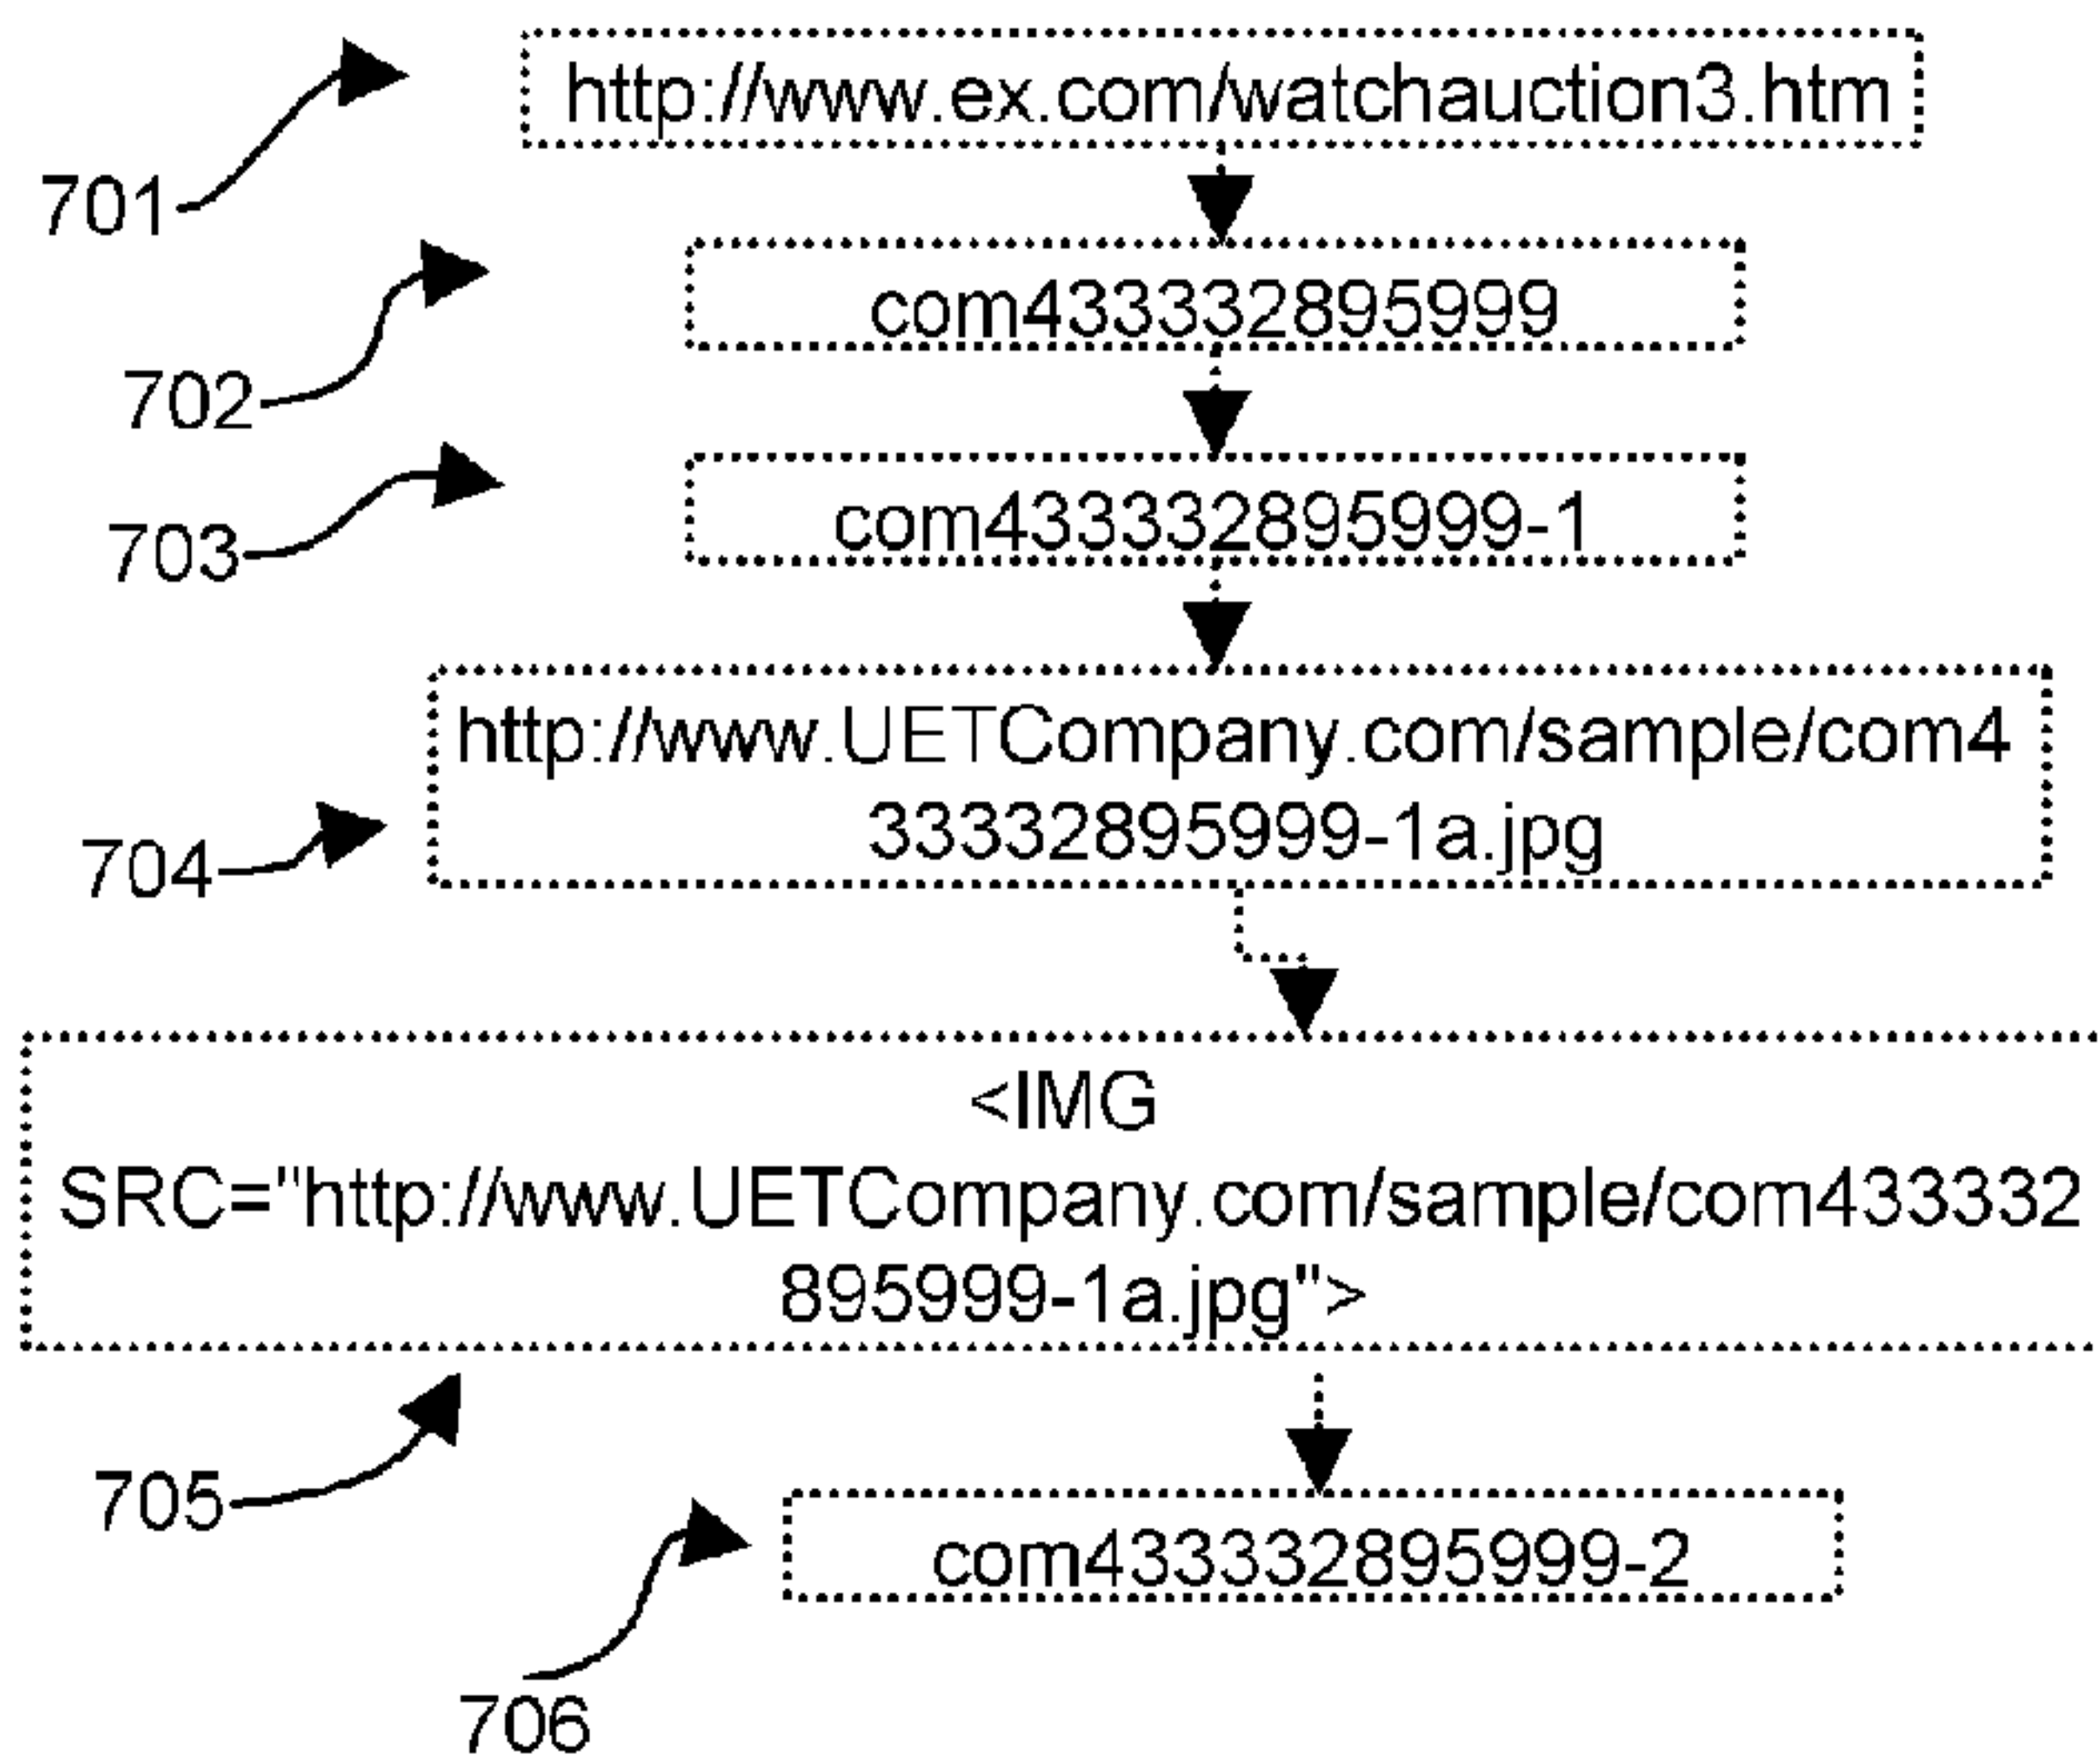 http://www.ex.com/watchauction3.htm
701
com433332895999
702
com433332895999-1
703
http://www.UETCompany.com/sample/com4
33332895999-1a.jpg
704
<IMG
SRC="http://www.UETCompany.com/sample/com433332
895999-1a.jpg">
705
com433332895999-2
706